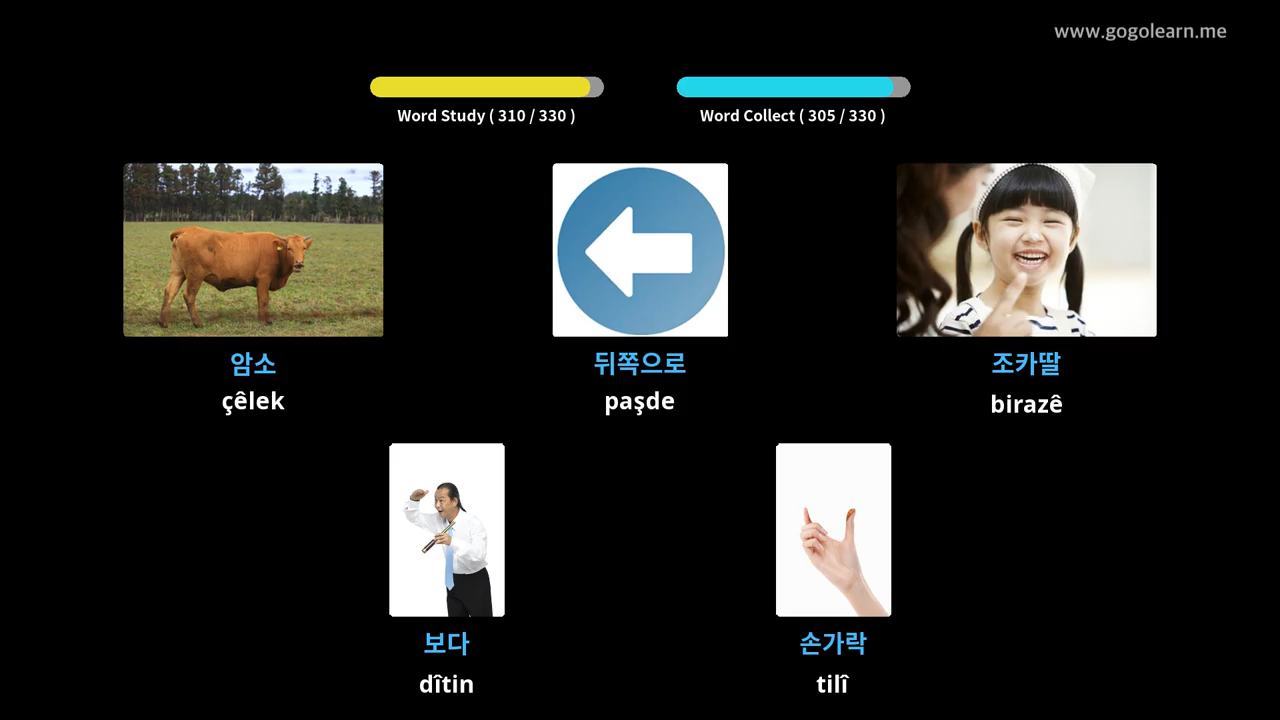 www.gogolearn.me
Word Study ( 310 / 330 )
Word Collect ( 305 / 330 )
암소
çêlek
뒤쪽으로
paşde
조카딸
birazê
보다
dîtin
손가락
tilî